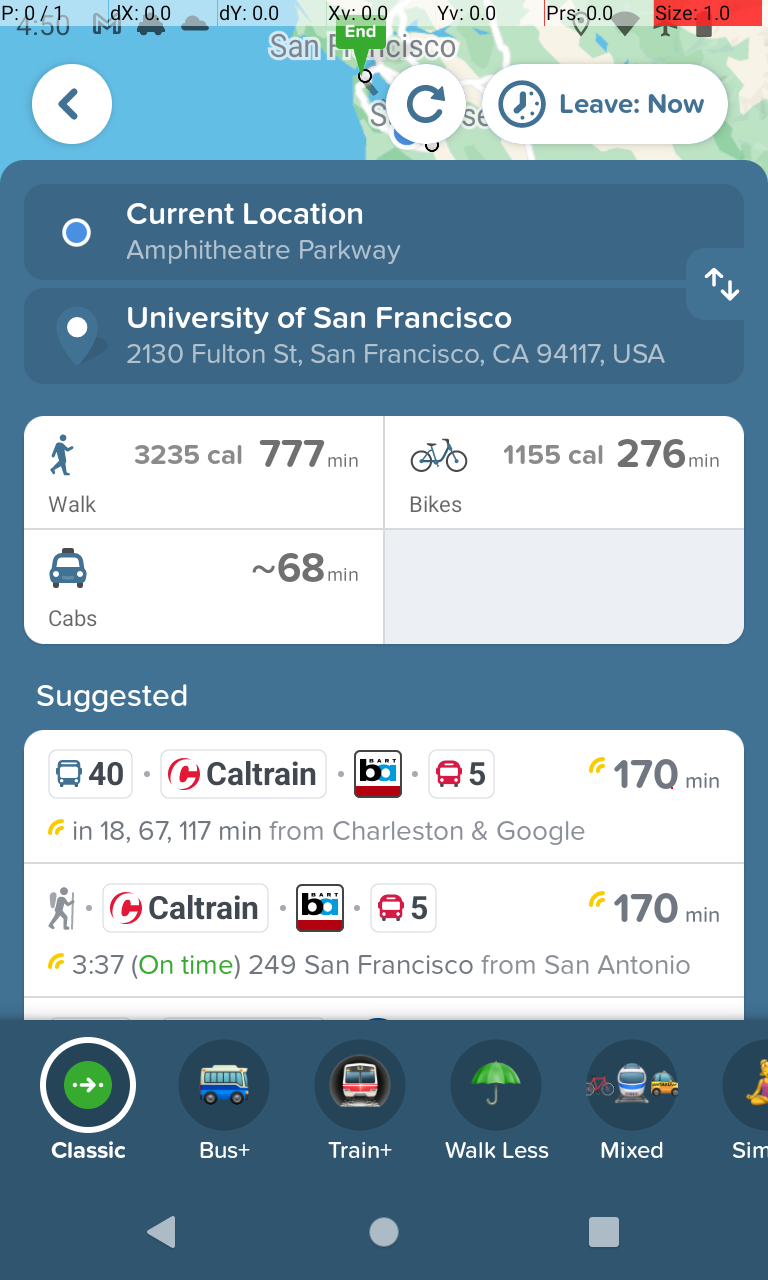 P: 0 / 1 dX: 0.0 dY: 0.0 Xv: 0.0 Yv: 0.0 Prs: 0.0 Size: 1.0
4:50
End
San Francisco
Leave: Now
Current Location
Amphitheatre Parkway
University of San Francisco
2130 Fulton St, San Francisco, CA 94117, USA
3235 cal 777 min
Walk
1155 cal 276 min
Bikes
~68 min
Cabs
Suggested
40 • Caltrain • BART ba • 5 170 min
in 18, 67, 117 min from Charleston & Google
• Caltrain • BART ba • 5 170 min
3:37 (On time) 249 San Francisco from San Antonio
Classic
Bus+
Train+
Walk Less
Mixed
Sim